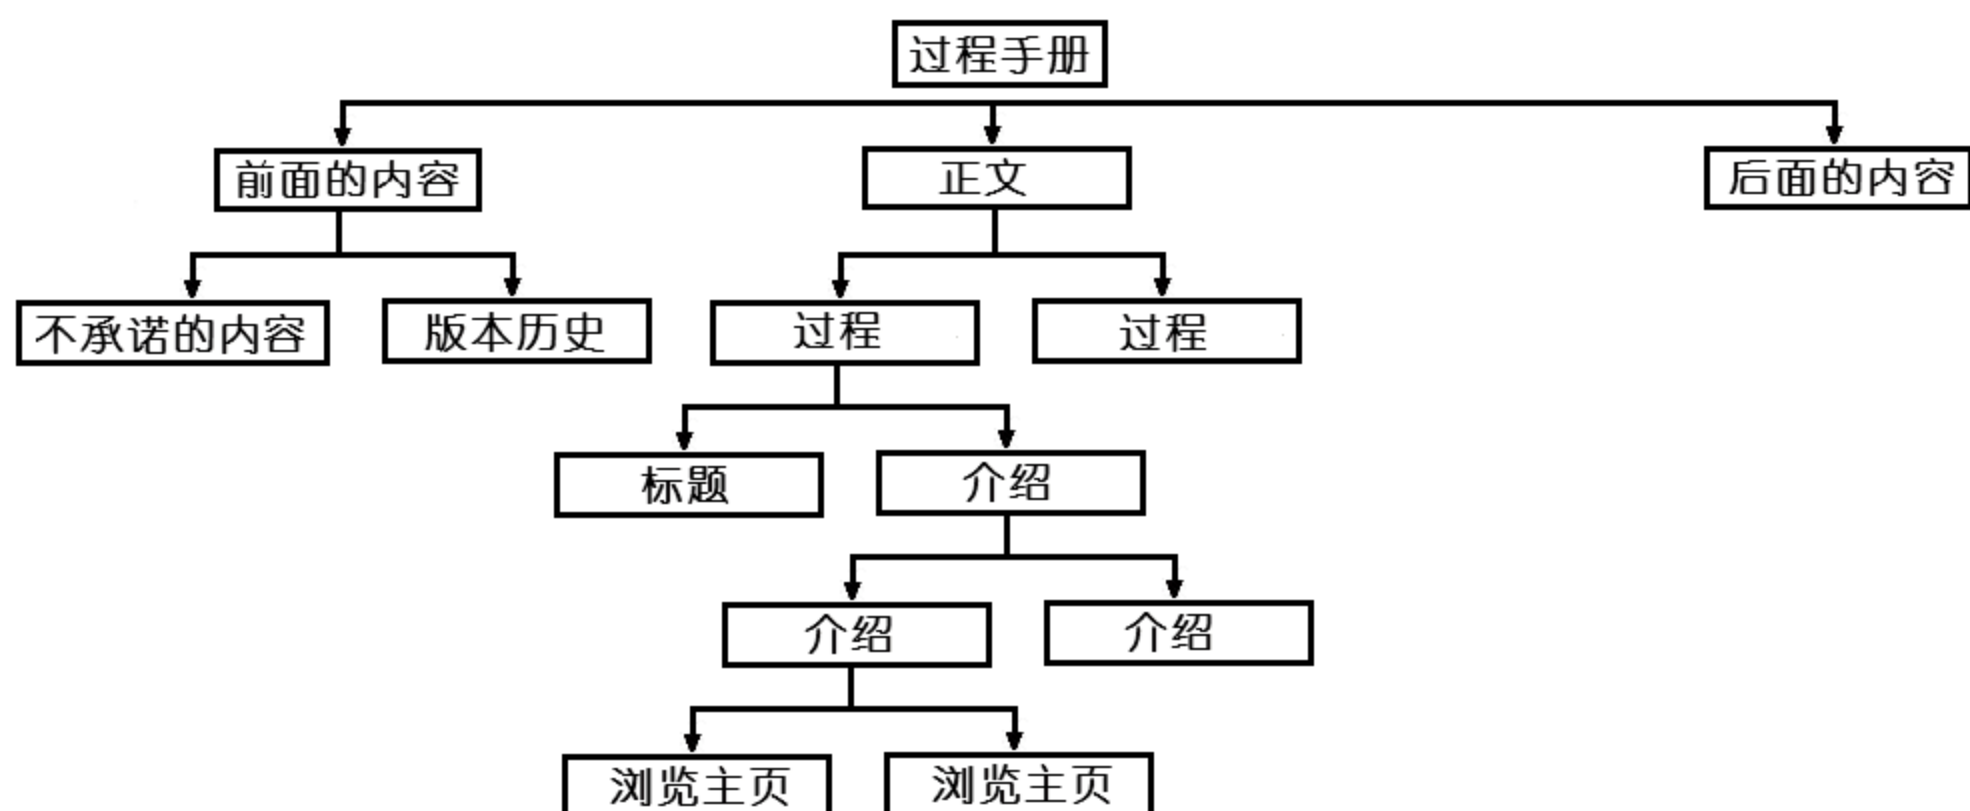 过程手册
前面的内容
正文
后面的内容
不承诺的内容
版本历史
过程
过程
标题
介绍
介绍
介绍
浏览主页
浏览主页